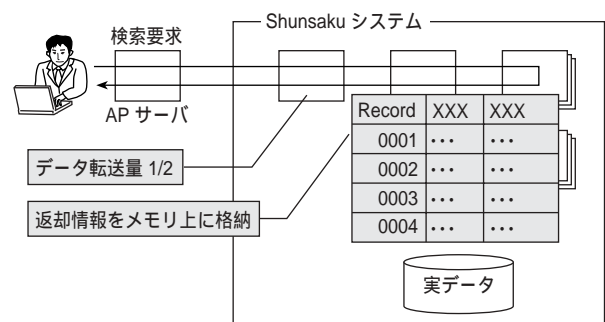 Shunsaku システム
検索要求
AP サーバ
Record XXX XXX
0001 ・・・ ・・・
0002 ・・・ ・・・
0003 ・・・ ・・・
0004 ・・・ ・・・
データ転送量 1/2
返却情報をメモリ上に格納
実データ